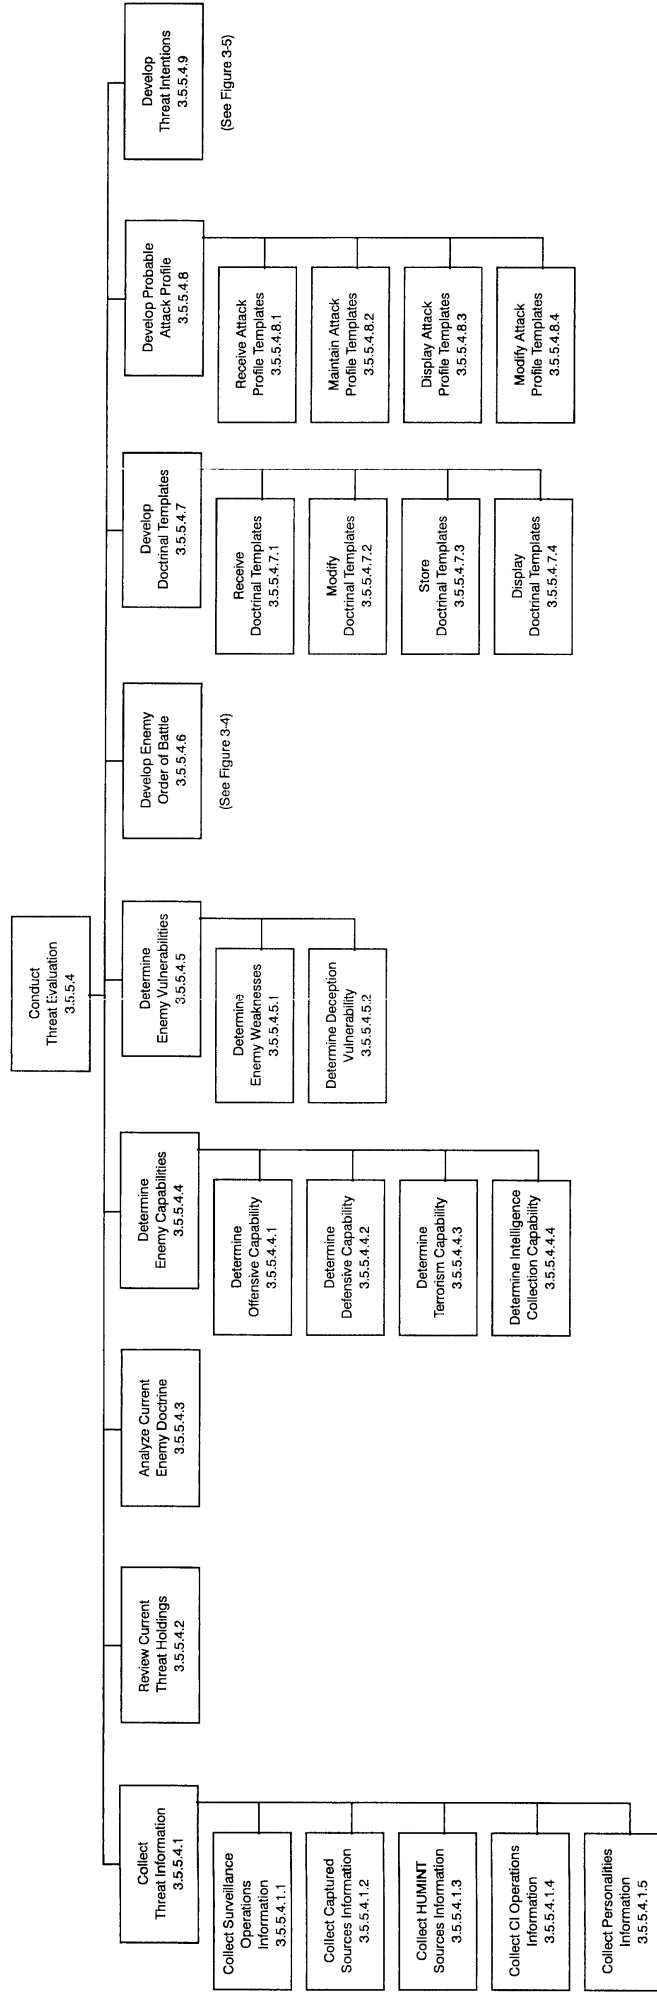 Conduct
Threat Evaluation
3.5.5.4
Collect
Threat Information
3.5.5.4.1
Collect Surveillance
Operations
Information
3.5.5.4.1.1
Collect Captured
Sources Information
3.5.5.4.1.2
Collect HUMINT
Sources Information
3.5.5.4.1.3
Collect CI Operations
Information
3.5.5.4.1.4
Collect Personalities
Information
3.5.5.4.1.5
Review Current
Threat Holdings
3.5.5.4.2
Analyze Current
Enemy Doctrine
3.5.5.4.3
Determine
Enemy Capabilities
3.5.5.4.4
Determine
Offensive Capability
3.5.5.4.4.1
Determine
Defensive Capability
3.5.5.4.4.2
Determine
Terrorism Capability
3.5.5.4.4.3
Determine Intelligence
Collection Capability
3.5.5.4.4.4
Determine
Enemy Vulnerabilities
3.5.5.4.5
Determine
Enemy Weaknesses
3.5.5.4.5.1
Determine Deception
Vulnerability
3.5.5.4.5.2
Develop Enemy
Order of Battle
3.5.5.4.6
(See Figure 3-4)
Develop
Doctrinal Templates
3.5.5.4.7
Receive
Doctrinal Templates
3.5.5.4.7.1
Modify
Doctrinal Templates
3.5.5.4.7.2
Store
Doctrinal Templates
3.5.5.4.7.3
Display
Doctrinal Templates
3.5.5.4.7.4
Develop Probable
Attack Profile
3.5.5.4.8
Receive Attack
Profile Templates
3.5.5.4.8.1
Maintain Attack
Profile Templates
3.5.5.4.8.2
Display Attack
Profile Templates
3.5.5.4.8.3
Modify Attack
Profile Templates
3.5.5.4.8.4
Develop
Threat Intentions
3.5.5.4.9
(See Figure 3-5)